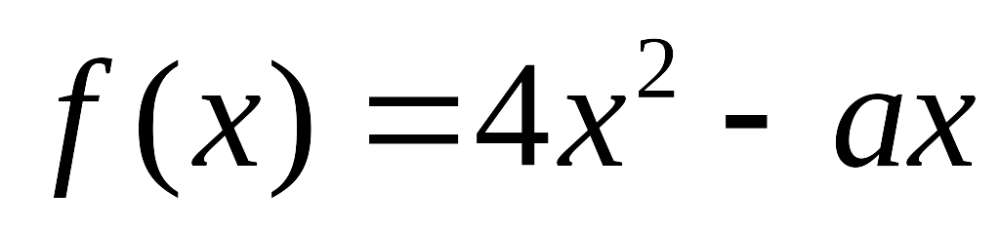 f(x) = 4x² - ax